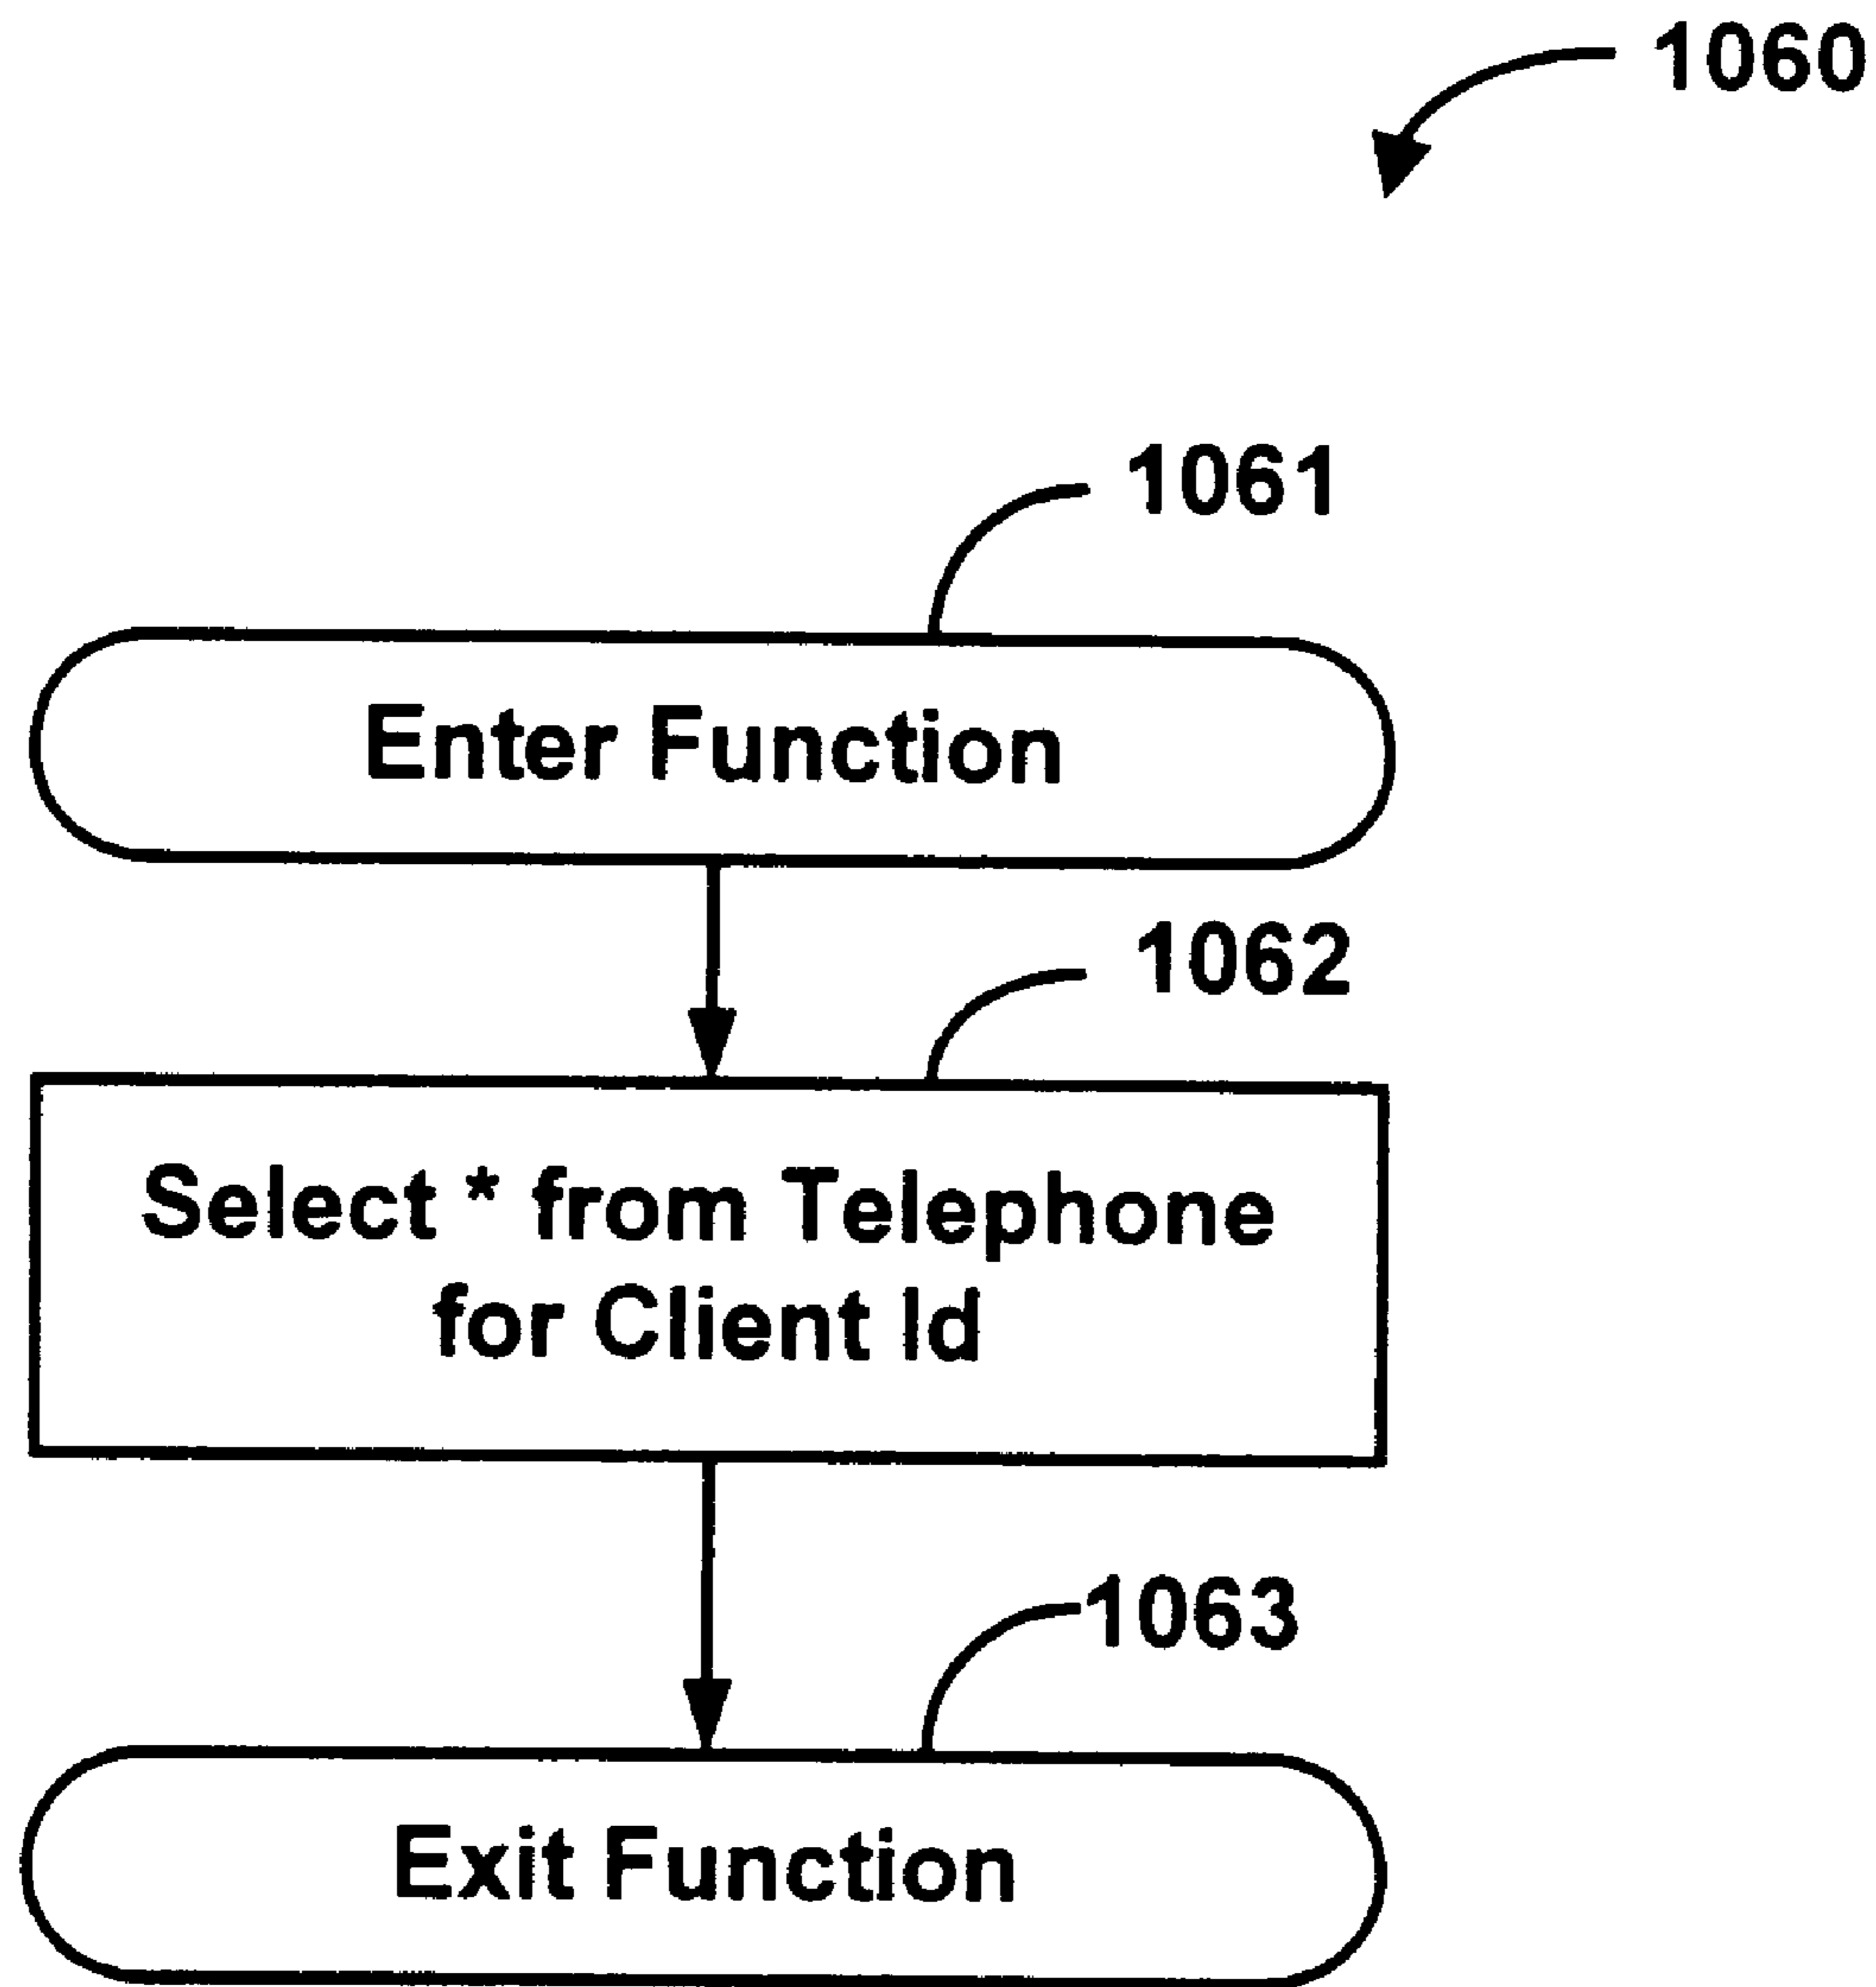 1060
1061
Enter Function
1062
Select * from Telephone
for Client Id
1063
Exit Function